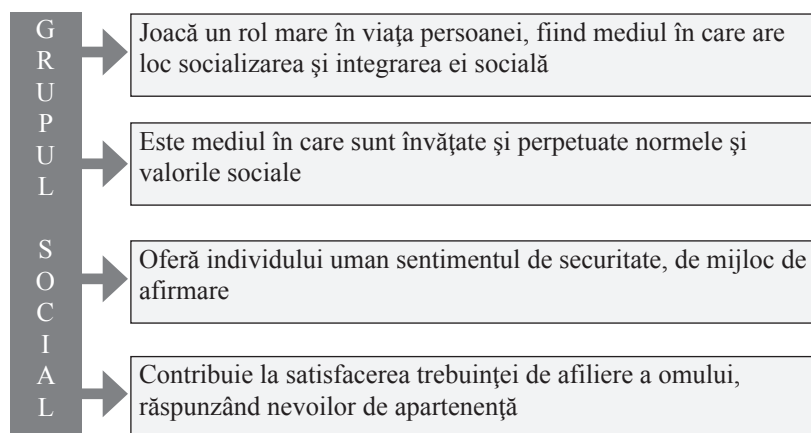 GRUPUL SOCIAL
Joacă un rol mare în viaţa persoanei, fiind mediul în care are
loc socializarea şi integrarea ei socială
Este mediul în care sunt învăţate şi perpetuate normele şi
valorile sociale
Oferă individului uman sentimentul de securitate, de mijloc de
afirmare
Contribuie la satisfacerea trebuinţei de afiliere a omului,
răspunzând nevoilor de apartenenţă